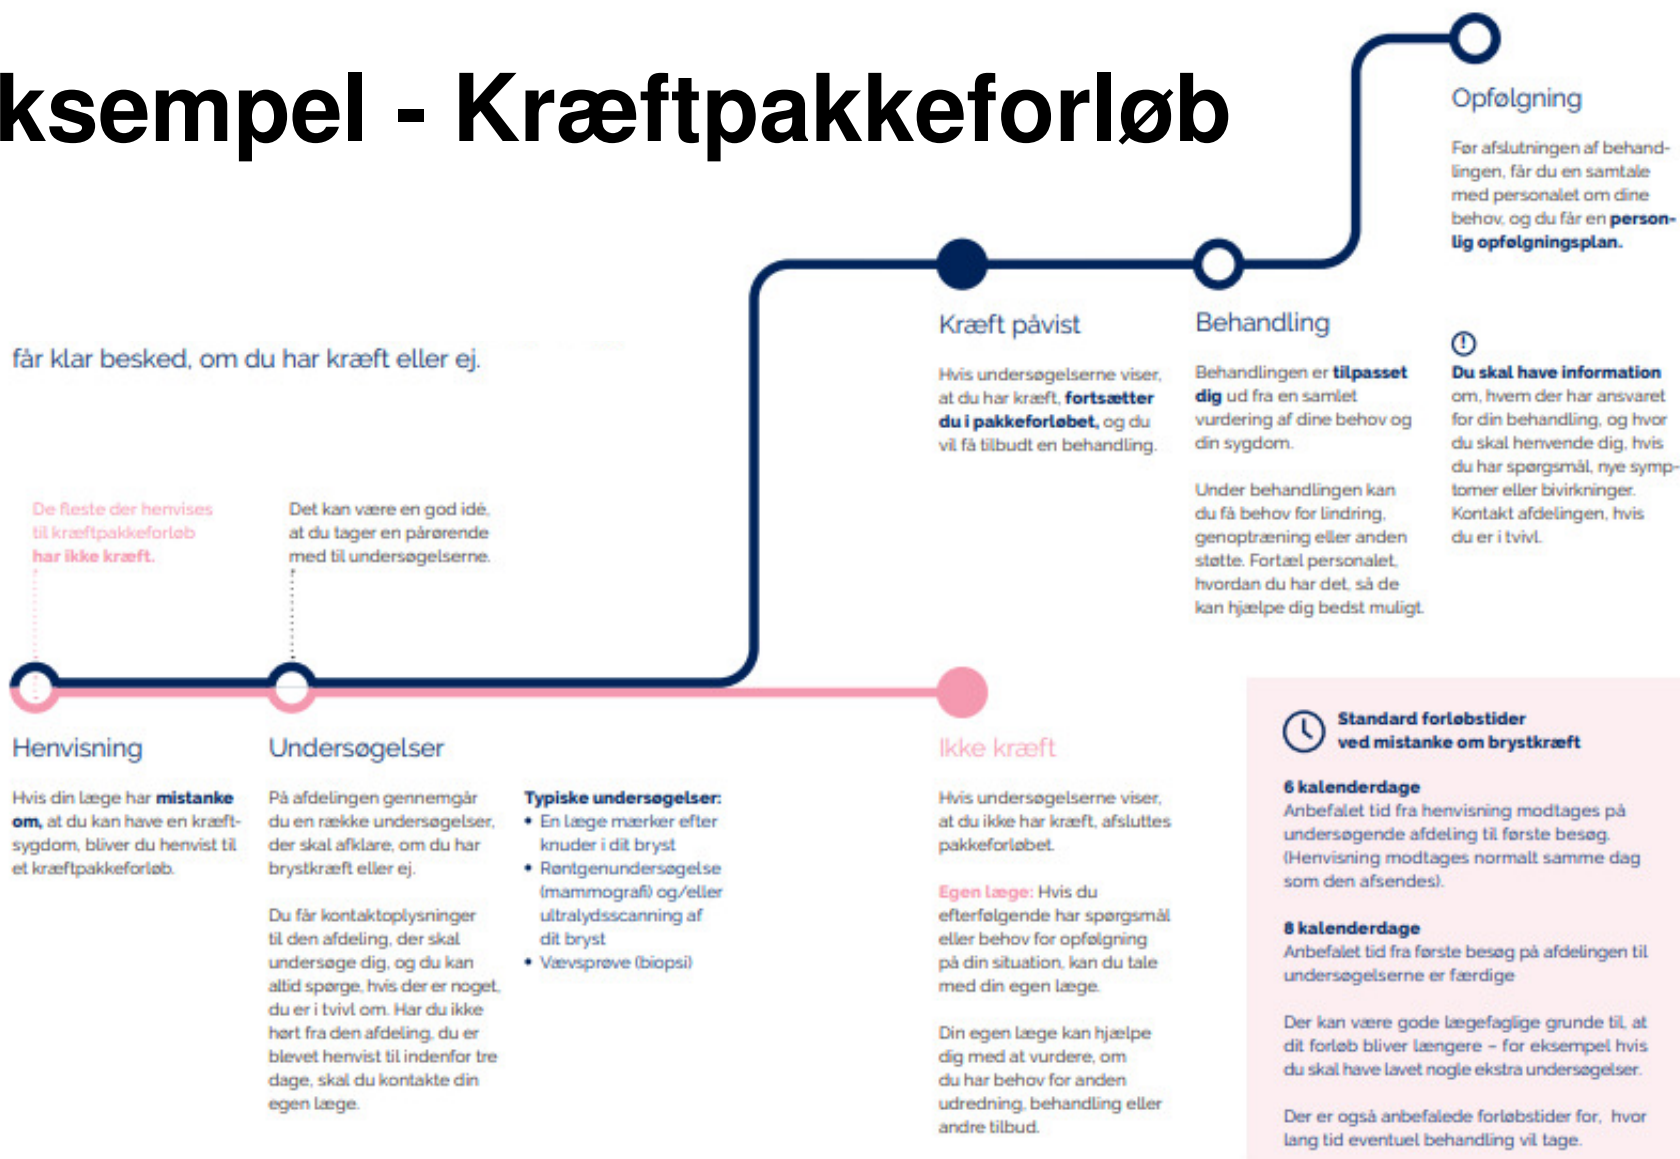 ksempel - Kræftpakkeforløb
får klar besked, om du har kræft eller ej.
De fleste der henvises
til kræftpakkeforløb
har ikke kræft.
Det kan være en god idé,
at du tager en pårørende
med til undersøgelserne.
Henvisning
Hvis din læge har mistanke
om, at du kan have en kræft-
sygdom, bliver du henvist til
et kræftpakkeforløb.
Undersøgelser
På afdelingen gennemgår
du en række undersøgelser,
der skal afklare, om du har
brystkræft eller ej.
Du får kontaktoplysninger
til den afdeling, der skal
undersøge dig, og du kan
altid spørge, hvis der er noget,
du er i tvivl om. Har du ikke
hørt fra den afdeling, du er
blevet henvist til indenfor tre
dage, skal du kontakte din
egen læge.
Typiske undersøgelser:
• En læge mærker efter
knuder i dit bryst
• Røntgenundersøgelse
(mammografi) og/eller
ultralydsscanning af
dit bryst
• Vævsprøve (biopsi)
Kræft påvist
Hvis undersøgelserne viser,
at du har kræft, fortsætter
du i pakkeforløbet, og du
vil få tilbudt en behandling.
Ikke kræft
Hvis undersøgelserne viser,
at du ikke har kræft, afsluttes
pakkeforløbet.
Egen læge: Hvis du
efterfølgende har spørgsmål
eller behov for opfølgning
på din situation, kan du tale
med din egen læge.
Din egen læge kan hjælpe
dig med at vurdere, om
du har behov for anden
udredning, behandling eller
andre tilbud.
Behandling
Behandlingen er tilpasset
dig ud fra en samlet
vurdering af dine behov og
din sygdom.
Under behandlingen kan
du få behov for lindring,
genoptræning eller anden
støtte. Fortæl personalet,
hvordan du har det, så de
kan hjælpe dig bedst muligt.
Opfølgning
Før afslutningen af behand-
lingen, får du en samtale
med personalet om dine
behov, og du får en person-
lig opfølgningsplan.
Du skal have information
om, hvem der har ansvaret
for din behandling, og hvor
du skal henvende dig, hvis
du har spørgsmål, nye symp-
tomer eller bivirkninger.
Kontakt afdelingen, hvis
du er i tvivl.
Standard forløbstider
ved mistanke om brystkræft
6 kalenderdage
Anbefalet tid fra henvisning modtages på
undersøgende afdeling til første besøg.
(Henvisning modtages normalt samme dag
som den afsendes).
8 kalenderdage
Anbefalet tid fra første besøg på afdelingen til
undersøgelserne er færdige
Der kan være gode lægefaglige grunde til, at
dit forløb bliver længere – for eksempel hvis
du skal have lavet nogle ekstra undersøgelser.
Der er også anbefalede forløbstider for, hvor
lang tid eventuel behandling vil tage.